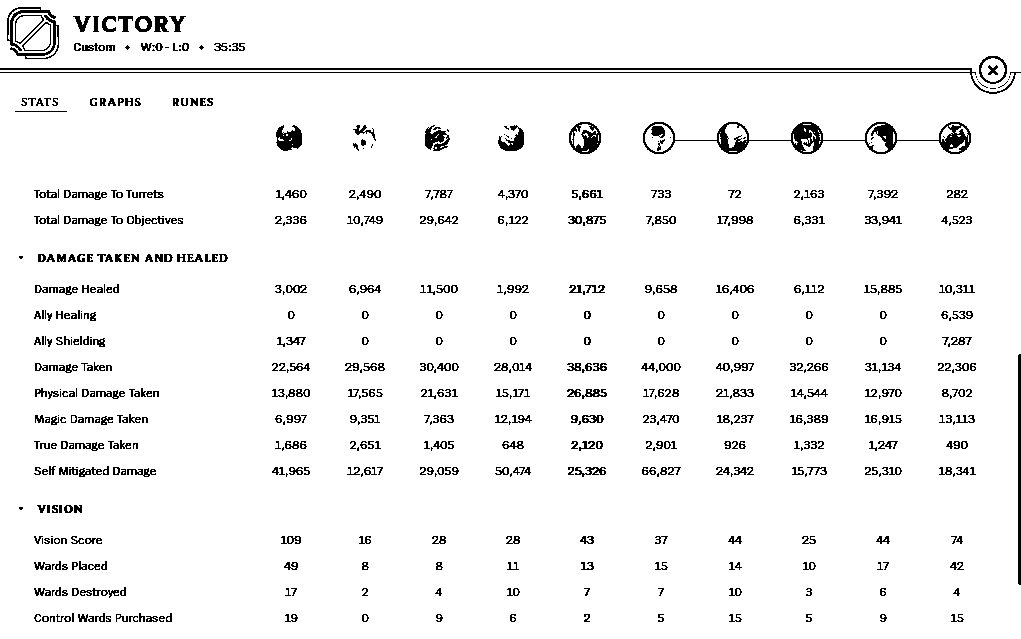 VICTORY
Custom • W:0 - L:0 • 35:35
STATS GRAPHS RUNES
Total Damage To Turrets 1,460 2,490 7,787 4,370 5,661 733 72 2,163 7,392 282
Total Damage To Objectives 2,336 10,749 29,642 6,122 30,875 7,850 17,998 6,331 33,941 4,523
DAMAGE TAKEN AND HEALED
Damage Healed 3,002 6,964 11,500 1,992 21,712 9,658 16,406 6,112 15,885 10,311
Ally Healing 0 0 0 0 0 0 0 0 0 6,539
Ally Shielding 1,347 0 0 0 0 0 0 0 0 7,287
Damage Taken 22,564 29,568 30,400 28,014 38,636 44,000 40,997 32,266 31,134 22,306
Physical Damage Taken 13,880 17,565 21,631 15,171 26,885 17,628 21,833 14,544 12,970 8,702
Magic Damage Taken 6,997 9,351 7,363 12,194 9,630 23,470 18,237 16,389 16,915 13,113
True Damage Taken 1,686 2,651 1,405 648 2,120 2,901 926 1,332 1,247 490
Self Mitigated Damage 41,965 12,617 29,059 50,474 25,326 66,827 24,342 15,773 25,310 18,341
VISION
Vision Score 109 16 28 28 43 37 44 25 44 74
Wards Placed 49 8 8 11 13 15 14 10 17 42
Wards Destroyed 17 2 4 10 7 7 10 3 6 4
Control Wards Purchased 19 0 9 6 2 5 15 5 9 15